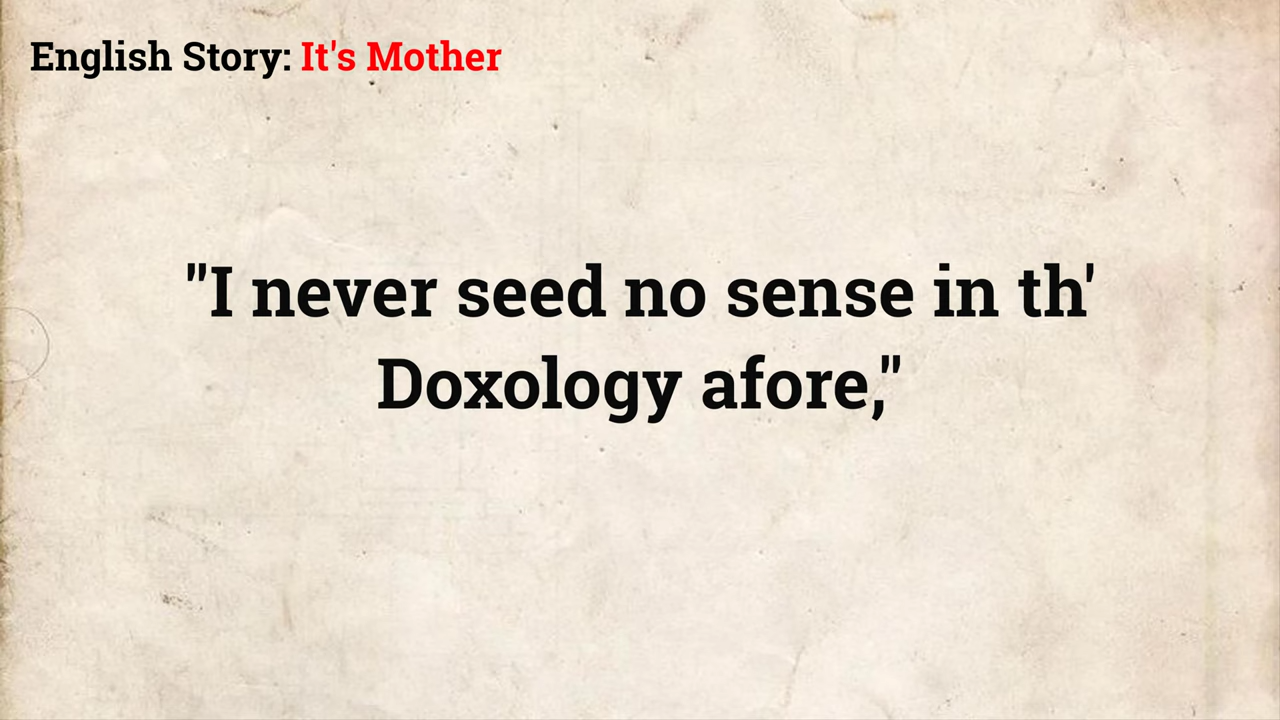 English Story: It's Mother
"I never seed no sense in th'
Doxology afore,"